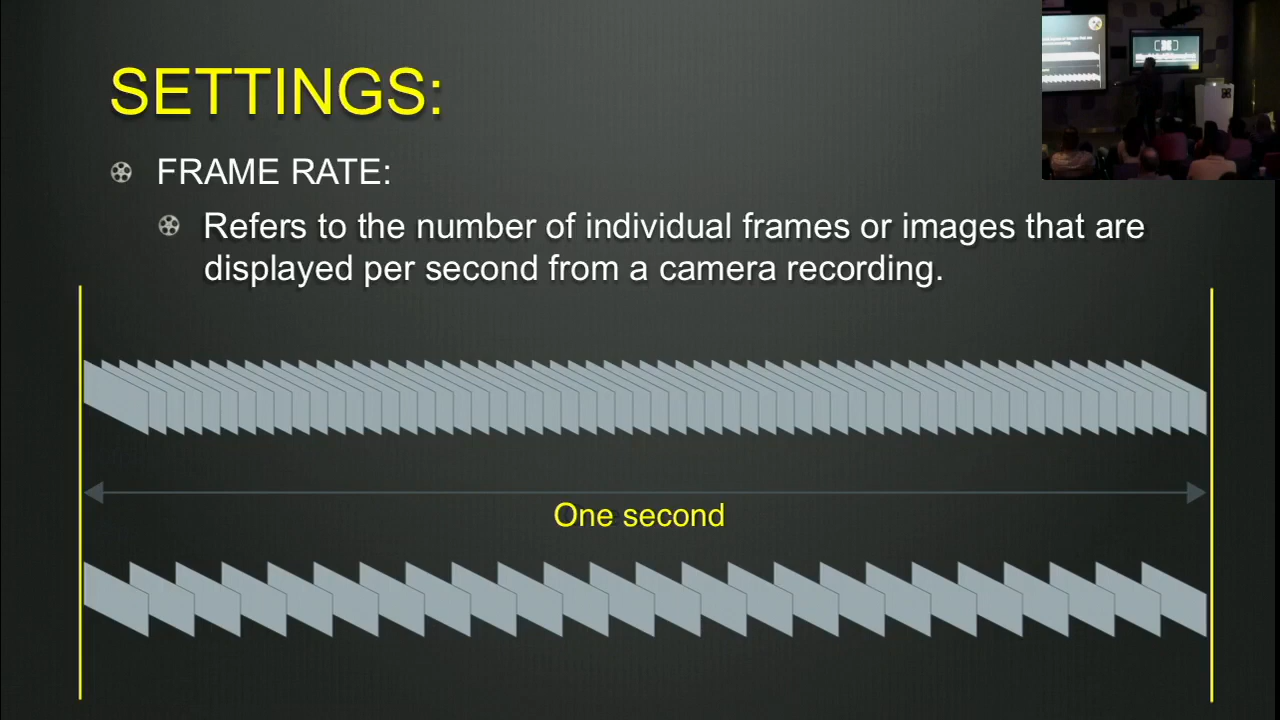 SETTINGS:
FRAME RATE:
Refers to the number of individual frames or images that are
displayed per second from a camera recording.
One second